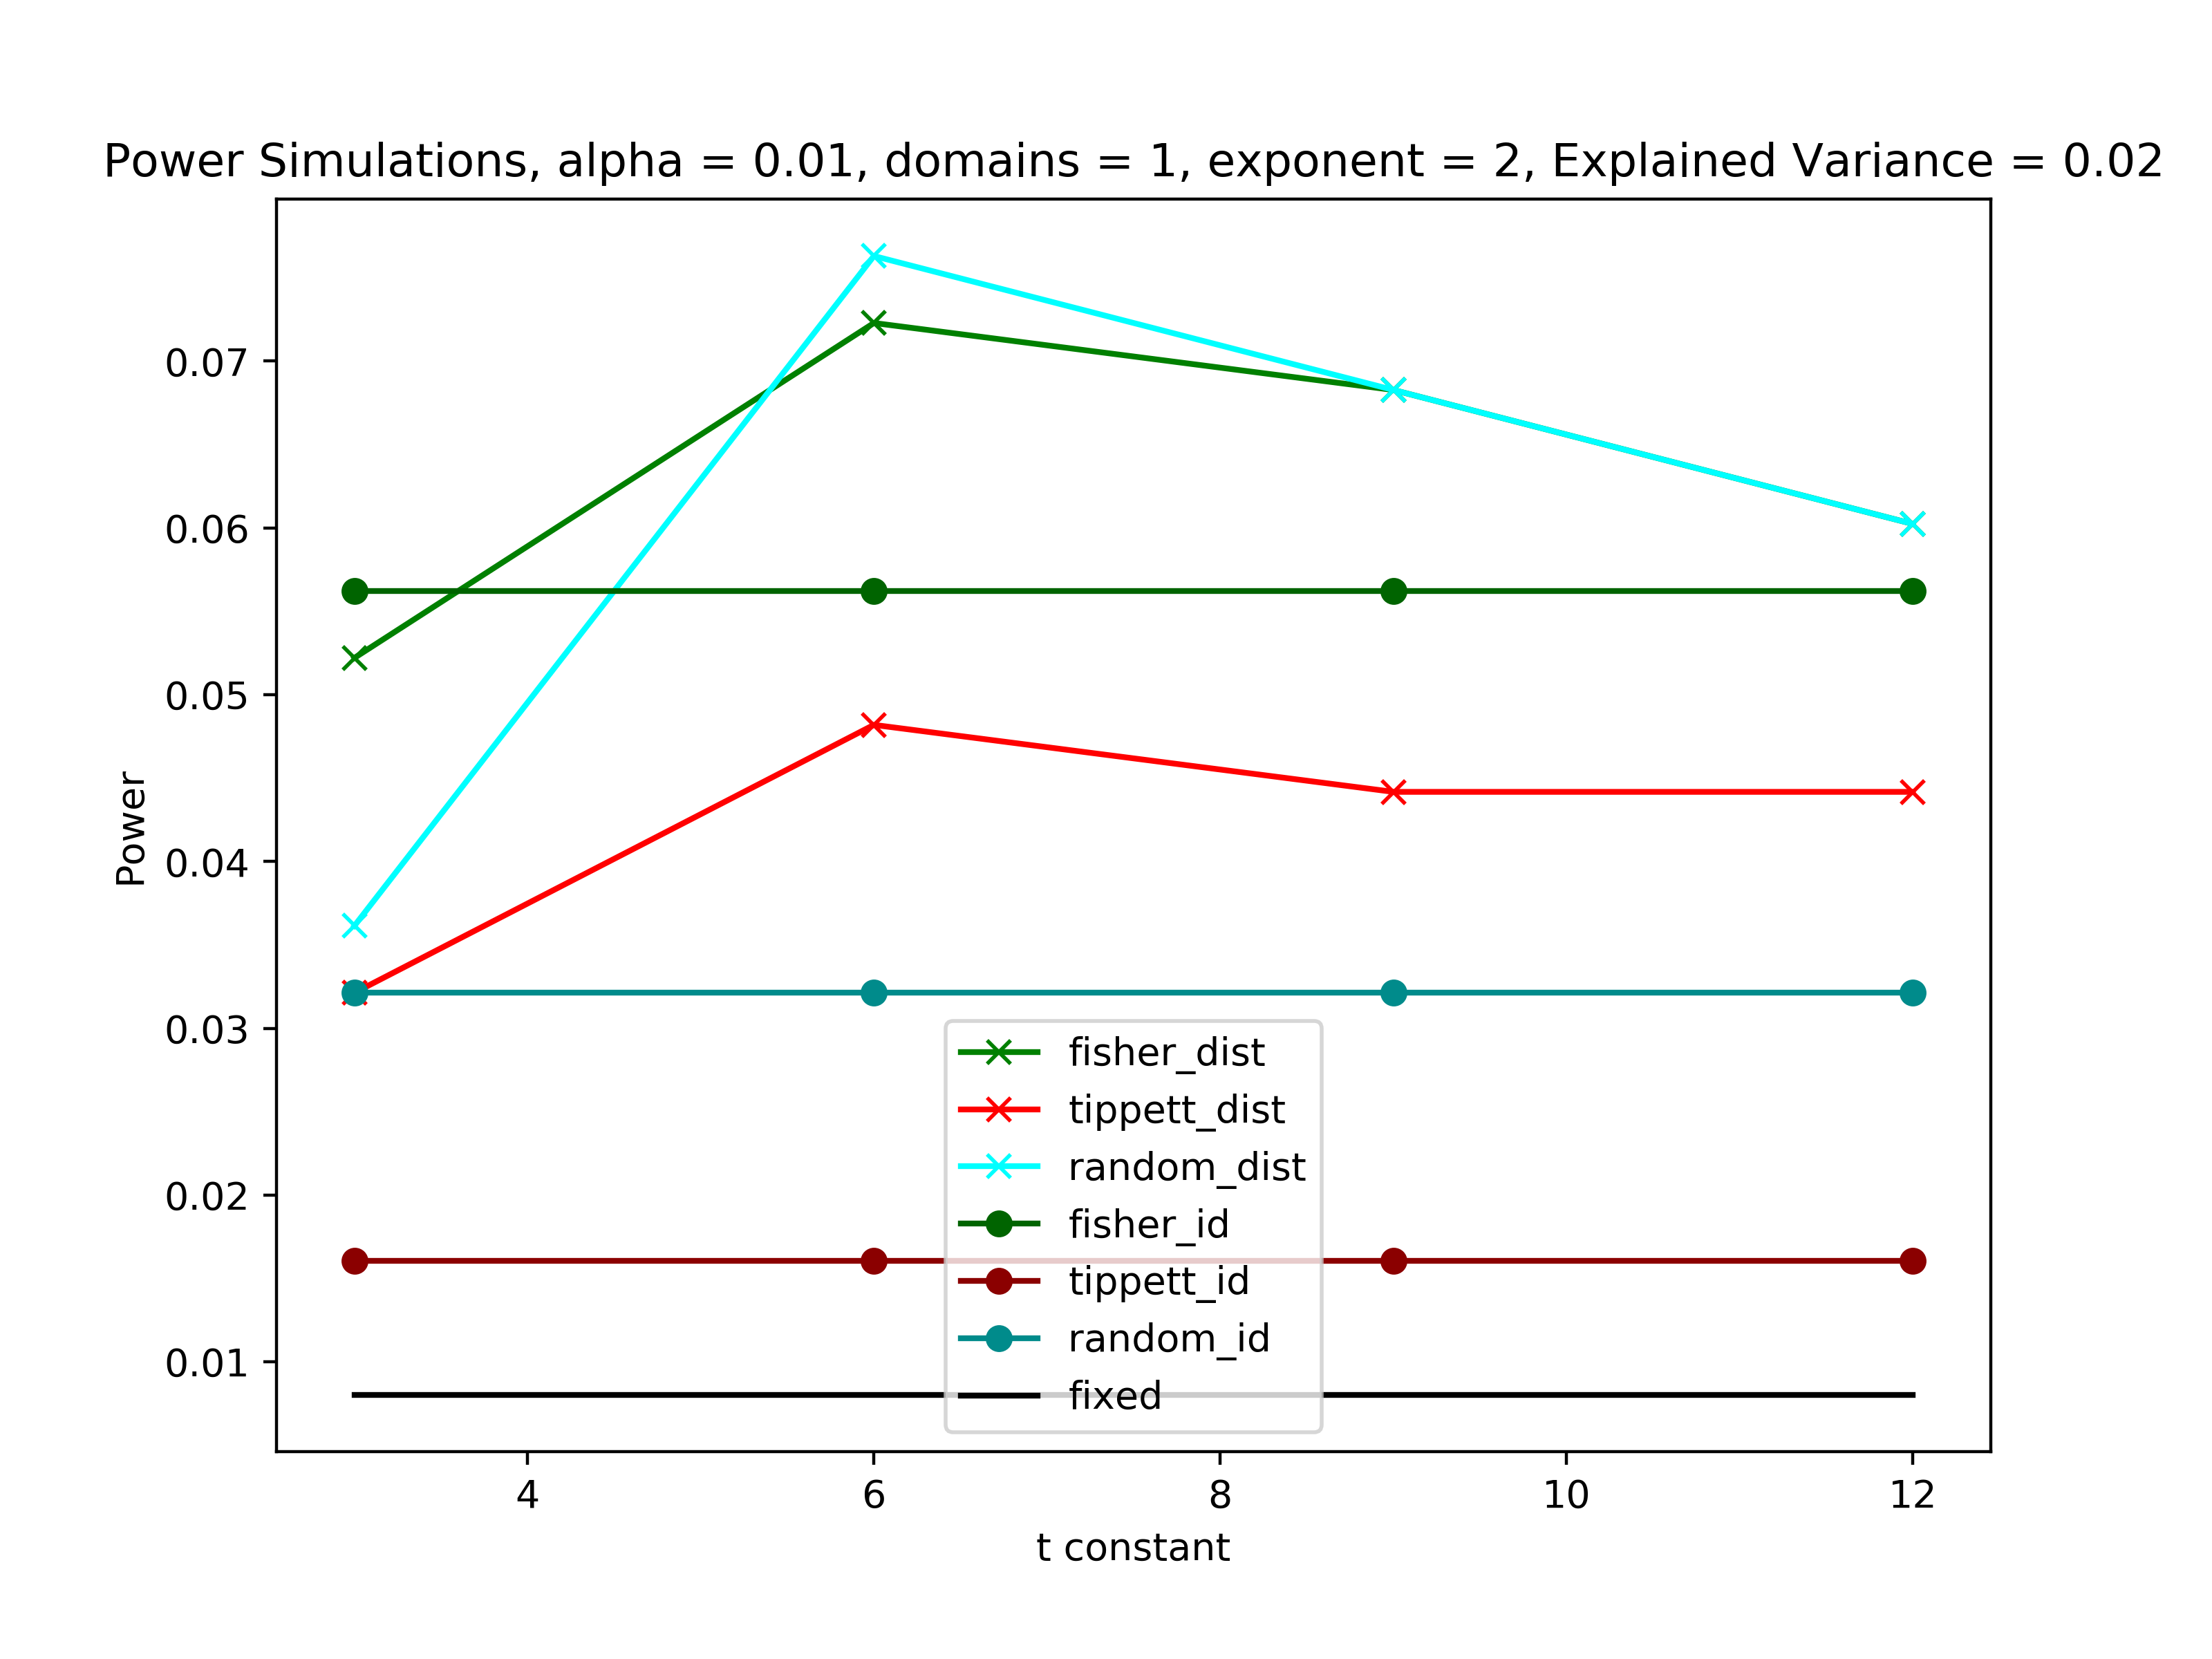 Power Simulations, alpha = 0.01, domains = 1, exponent = 2, Explained Variance = 0.02
Power
0.07
0.06
0.05
0.04
0.03
0.02
0.01
fisher_dist
tippett_dist
random_dist
fisher_id
tippett_id
random_id
fixed
4 6 8 10 12
t constant